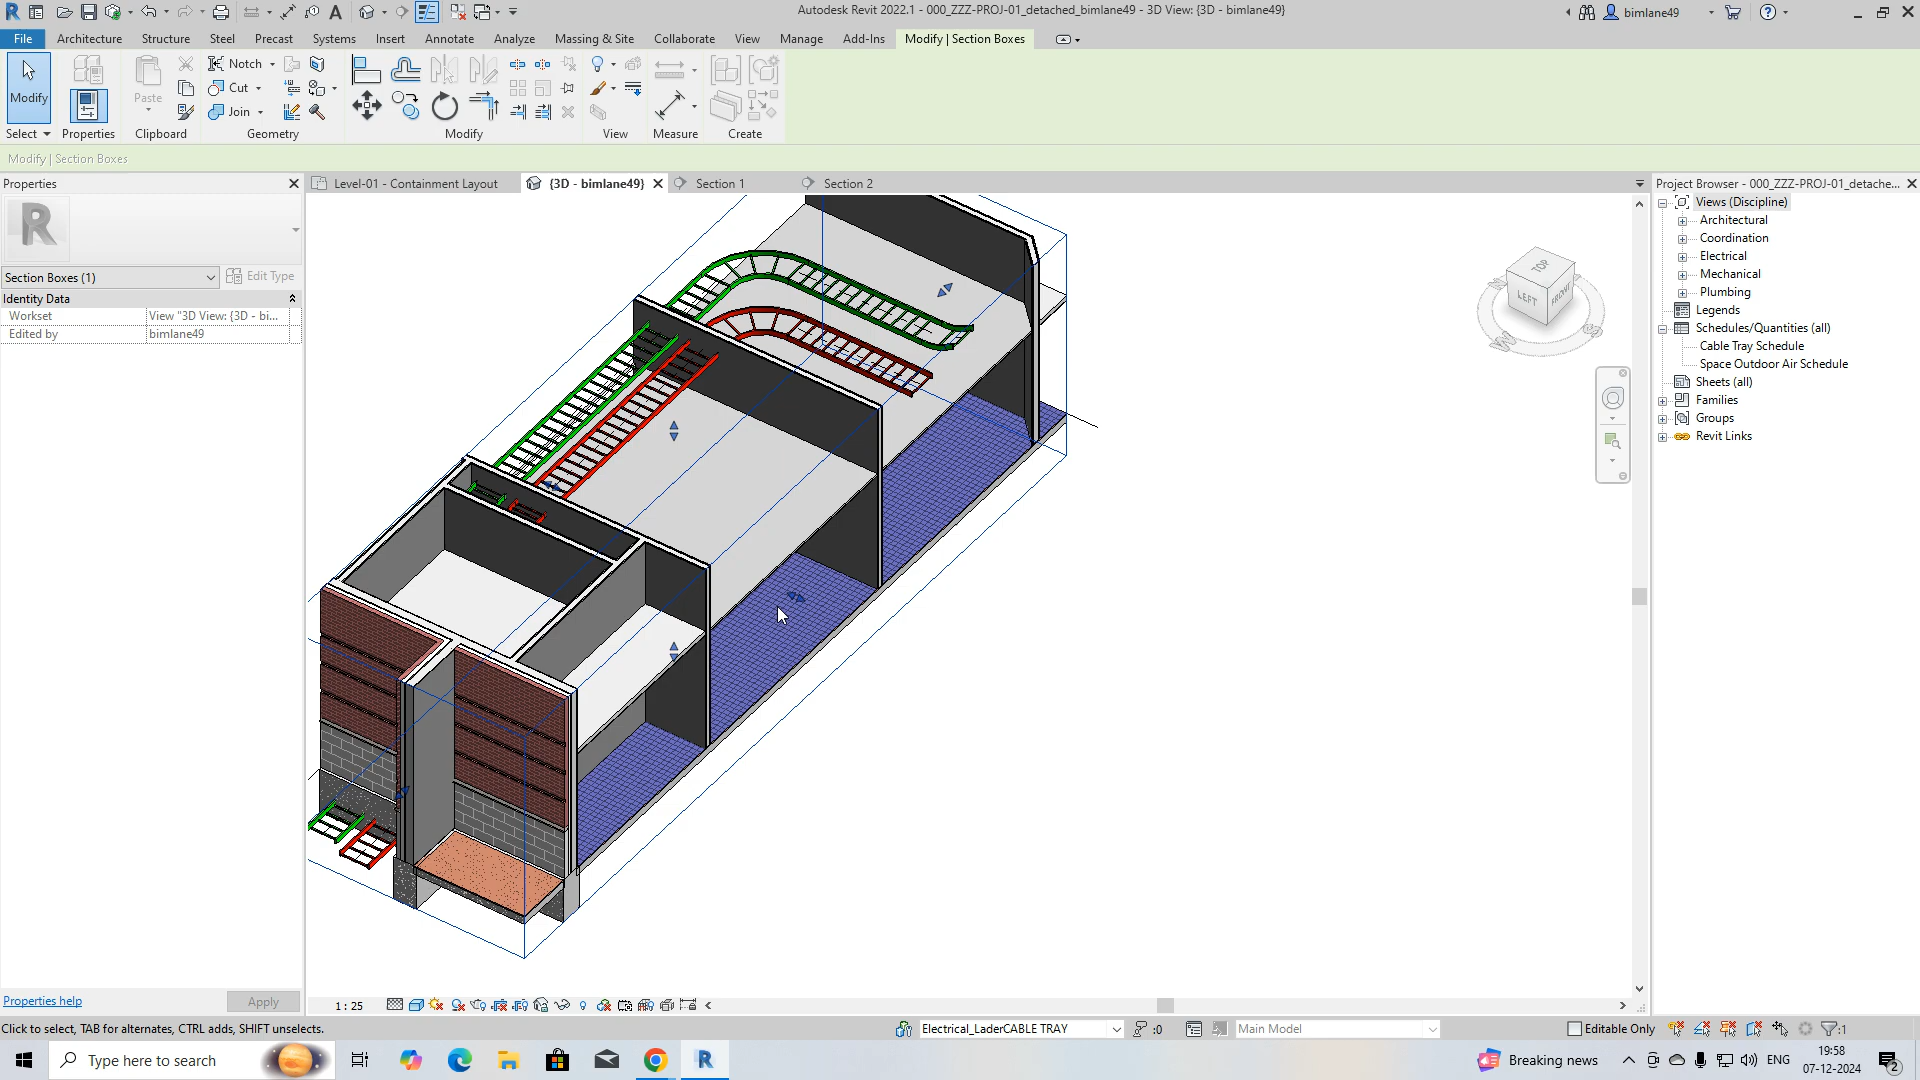 Autodesk Revit 2022.1 - 000_ZZZ-PROJ-01_detached_bimlane49 - 3D View: {3D - bimlane49}
bimlane49
File Architecture Structure Steel Precast Systems Insert Annotate Analyze Massing & Site Collaborate View Manage Add-Ins Modify | Section Boxes
Modify
Paste
Notch
Cut
Join
Select Properties Clipboard Geometry Modify View Measure Create
Modify | Section Boxes
Properties
Section Boxes (1)
Edit Type
Identity Data
Workset View "3D View: {3D - bi...
Edited by bimlane49
Properties help
Apply
Level-01 - Containment Layout
{3D - bimlane49}
Section 1
Section 2
TOP
LEFT
FRONT
W
S
1 : 25
Project Browser - 000_ZZZ-PROJ-01_detache...
Views (Discipline)
Architectural
Coordination
Electrical
Mechanical
Plumbing
Legends
Schedules/Quantities (all)
Cable Tray Schedule
Space Outdoor Air Schedule
Sheets (all)
Families
Groups
Revit Links
Click to select, TAB for alternates, CTRL adds, SHIFT unselects.
Electrical_LaderCABLE TRAY
:0
Main Model
Editable Only
:1
Type here to search
Breaking news
ENG
19:58
07-12-2024
2